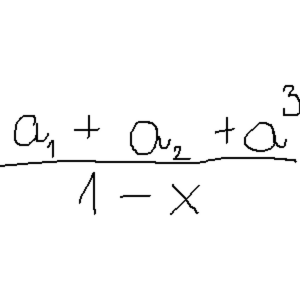 a₁ + a₂ + a³
1 - x